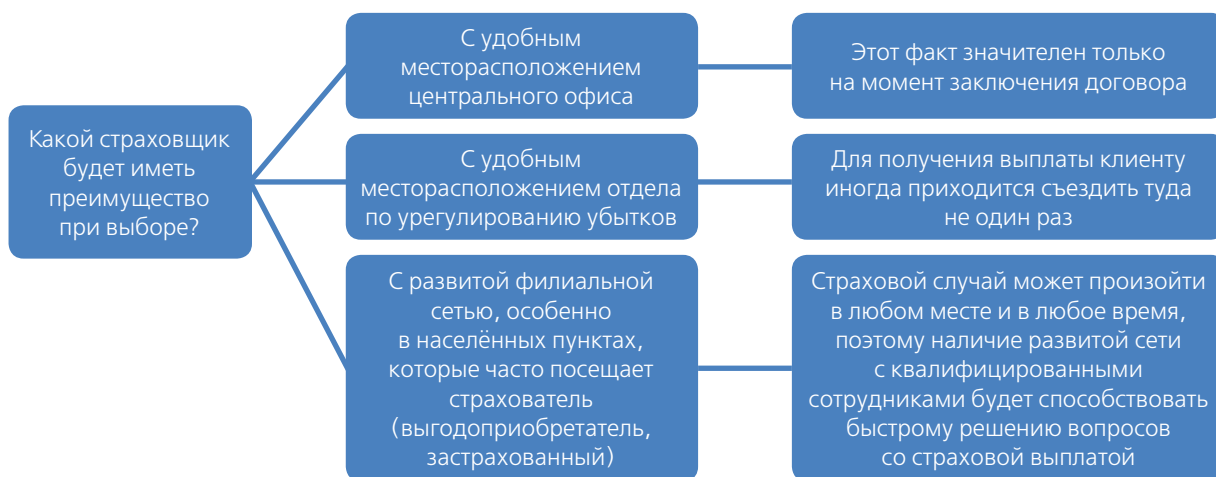 Какой страховщик
будет иметь
преимущество
при выборе?
С удобным
месторасположением
центрального офиса
Этот факт значителен только
на момент заключения договора
С удобным
месторасположением отдела
по урегулированию убытков
Для получения выплаты клиенту
иногда приходится съездить туда
не один раз
С развитой филиальной
сетью, особенно
в населённых пунктах,
которые часто посещает
страхователь
(выгодоприобретатель,
застрахованный)
Страховой случай может произойти
в любом месте и в любое время,
поэтому наличие развитой сети
с квалифицированными
сотрудниками будет способствовать
быстрому решению вопросов
со страховой выплатой